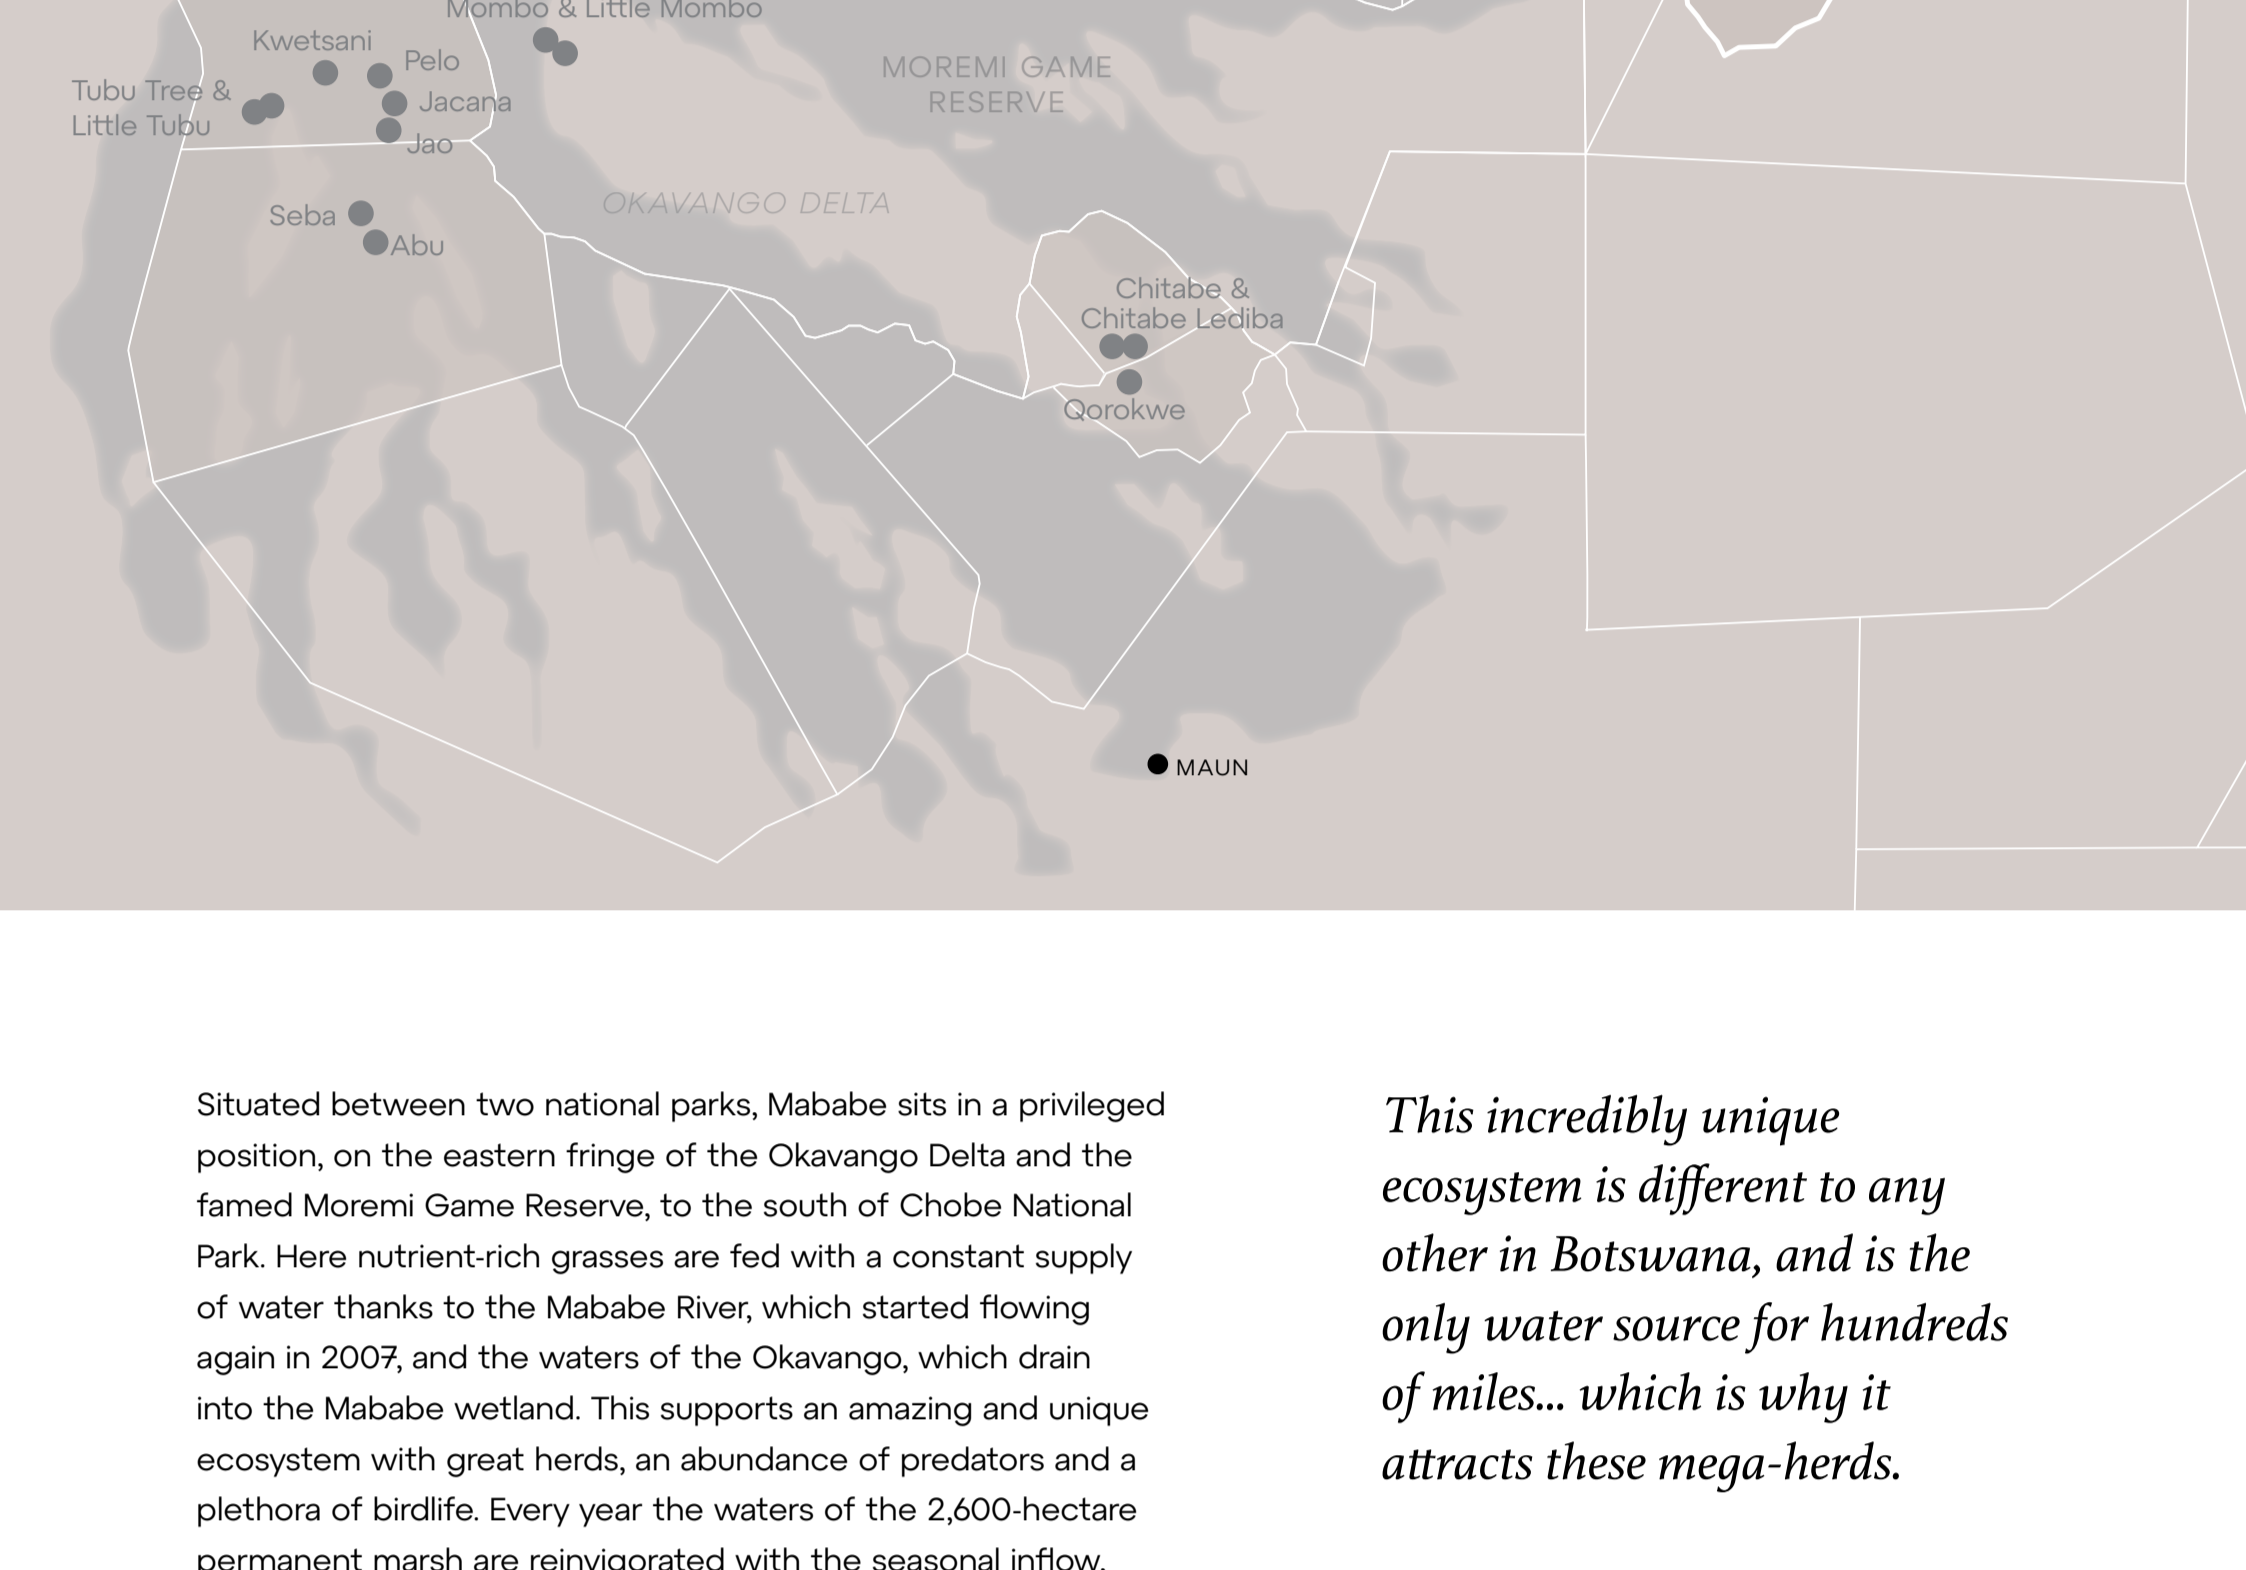 Mombo & Little Mombo
Kwetsani
Pelo
Tubu Tree &
Little Tubu
Jacana
Jao
MOREMI GAME
RESERVE
OKAVANGO DELTA
Seba
Abu
Chitabe &
Chitabe Lediba
Qorokwe
MAUN
Situated between two national parks, Mababe sits in a privileged
position, on the eastern fringe of the Okavango Delta and the
famed Moremi Game Reserve, to the south of Chobe National
Park. Here nutrient-rich grasses are fed with a constant supply
of water thanks to the Mababe River, which started flowing
again in 2007, and the waters of the Okavango, which drain
into the Mababe wetland. This supports an amazing and unique
ecosystem with great herds, an abundance of predators and a
plethora of birdlife. Every year the waters of the 2,600-hectare
permanent marsh are reinvigorated with the seasonal inflow.
This incredibly unique
ecosystem is different to any
other in Botswana, and is the
only water source for hundreds
of miles... which is why it
attracts these mega-herds.